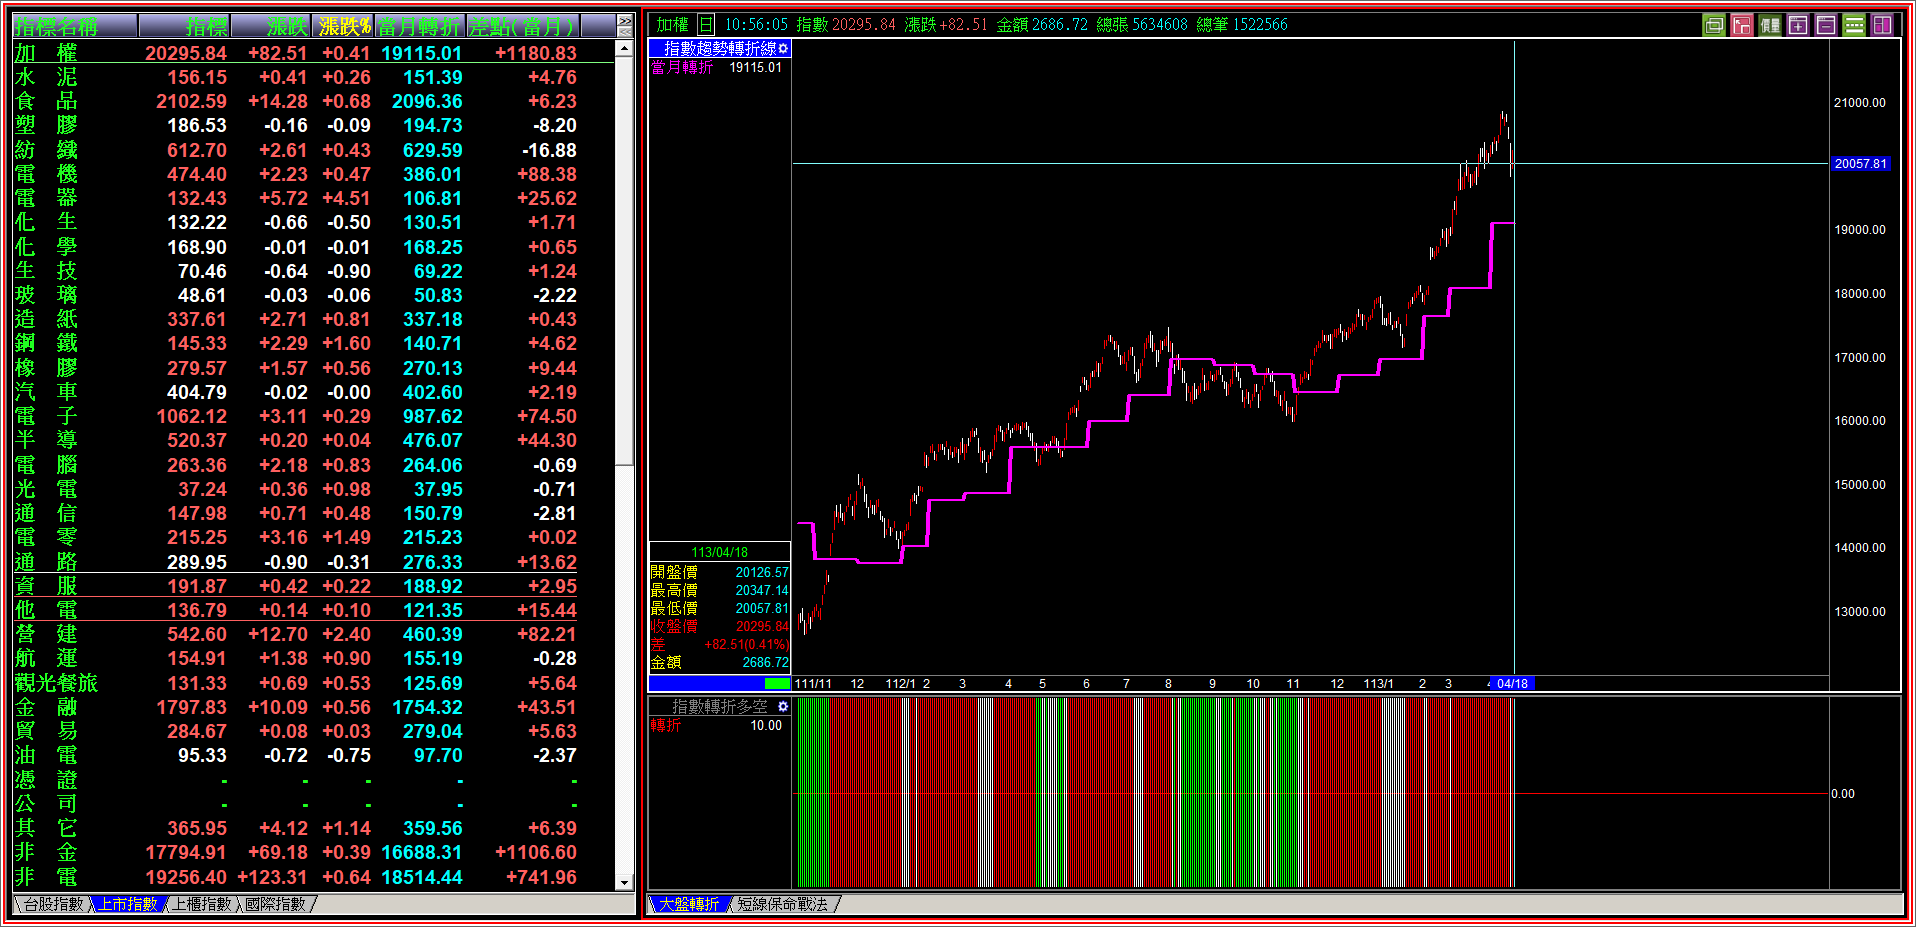 指標名稱 指標 漲跌 漲跌% 當月轉折 差點(當月)
加 權 20295.84 +82.51 +0.41 19115.01 +1180.83
水 泥 156.15 +0.41 +0.26 151.39 +4.76
食 品 2102.59 +14.28 +0.68 2096.36 +6.23
塑 膠 186.53 -0.16 -0.09 194.73 -8.20
紡 織 612.70 +2.61 +0.43 629.59 -16.88
電 機 474.40 +2.23 +0.47 386.01 +88.38
電 器 132.43 +5.72 +4.51 106.81 +25.62
化 生 132.22 -0.66 -0.50 130.51 +1.71
化 學 168.90 -0.01 -0.01 168.25 +0.65
生 技 70.46 -0.64 -0.90 69.22 +1.24
玻 璃 48.61 -0.03 -0.06 50.83 -2.22
造 紙 337.61 +2.71 +0.81 337.18 +0.43
鋼 鐵 145.33 +2.29 +1.60 140.71 +4.62
橡 膠 279.57 +1.57 +0.56 270.13 +9.44
汽 車 404.79 -0.02 -0.00 402.60 +2.19
電 子 1062.12 +3.11 +0.29 987.62 +74.50
半 導 520.37 +0.20 +0.04 476.07 +44.30
電 腦 263.36 +2.18 +0.83 264.06 -0.69
光 電 37.24 +0.36 +0.98 37.95 -0.71
通 信 147.98 +0.71 +0.48 150.79 -2.81
電 零 215.25 +3.16 +1.49 215.23 +0.02
通 路 289.95 -0.90 -0.31 276.33 +13.62
資 服 191.87 +0.42 +0.22 188.92 +2.95
他 電 136.79 +0.14 +0.10 121.35 +15.44
營 建 542.60 +12.70 +2.40 460.39 +82.21
航 運 154.91 +1.38 +0.90 155.19 -0.28
觀光餐旅 131.33 +0.69 +0.53 125.69 +5.64
金 融 1797.83 +10.09 +0.56 1754.32 +43.51
貿 易 284.67 +0.08 +0.03 279.04 +5.63
油 電 95.33 -0.72 -0.75 97.70 -2.37
憑 證 - - - - -
公 司 - - - - -
其 它 365.95 +4.12 +1.14 359.56 +6.39
非 金 17794.91 +69.18 +0.39 16688.31 +1106.60
非 電 19256.40 +123.31 +0.64 18514.44 +741.96
台股指數 上市指數 上櫃指數 國際指數
加權 日 10:56:05 指數 20295.84 漲跌 +82.51 金額 2686.72 總張 5634608 總筆 1522566
價量
指數趨勢轉折線
當月轉折 19115.01
21000.00
20057.81
19000.00
18000.00
17000.00
16000.00
15000.00
14000.00
13000.00
113/04/18
開盤價 20126.57
最高價 20347.14
最低價 20057.81
收盤價 20295.84
差 +82.51(0.41%)
金額 2686.72
111/11 12 112/1 2 3 4 5 6 7 8 9 10 11 12 113/1 2 3 4 04/18
指數轉折多空
轉折 10.00
0.00
大盤轉折 短線保命戰法